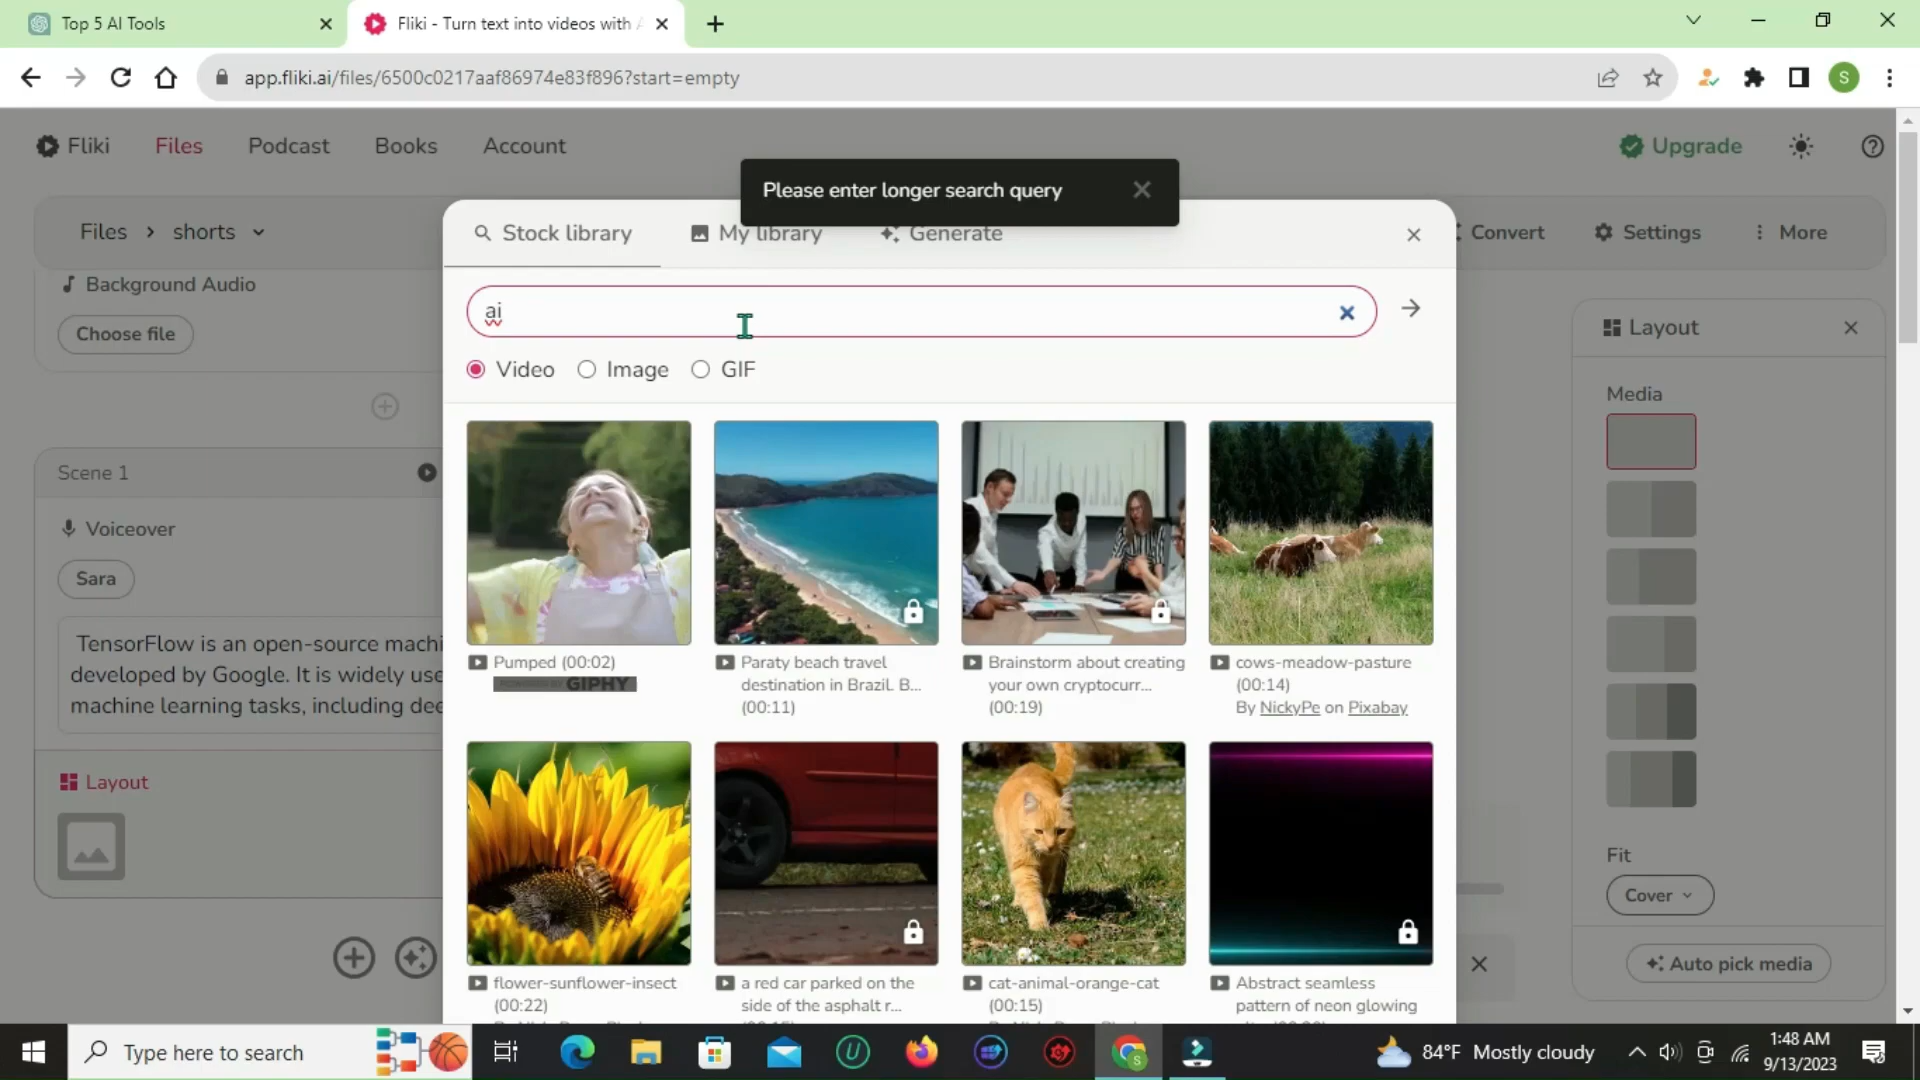 Top 5 AI Tools
Fliki - Turn text into videos with
app.fliki.ai/files/6500c0217aaf86974e83f896?start=empty
S
Fliki
Files
Podcast
Books
Account
Upgrade
Please enter longer search query
Files > shorts
Stock library
My library
Generate
Convert
Settings
More
Background Audio
Choose file
ai
Layout
Video
Image
GIF
Media
Scene 1
Voiceover
Sara
TensorFlow is an open-source machi
developed by Google. It is widely use
machine learning tasks, including dee
Pumped (00:02)
GIPHY
Paraty beach travel
destination in Brazil. B...
(00:11)
Brainstorm about creating
your own cryptocurr...
(00:19)
cows-meadow-pasture
(00:14)
By NickyPe on Pixabay
Layout
Fit
Cover
Auto pick media
flower-sunflower-insect
(00:22)
a red car parked on the
side of the asphalt r...
cat-animal-orange-cat
(00:15)
Abstract seamless
pattern of neon glowing
Type here to search
84°F Mostly cloudy
1:48 AM
9/13/2023